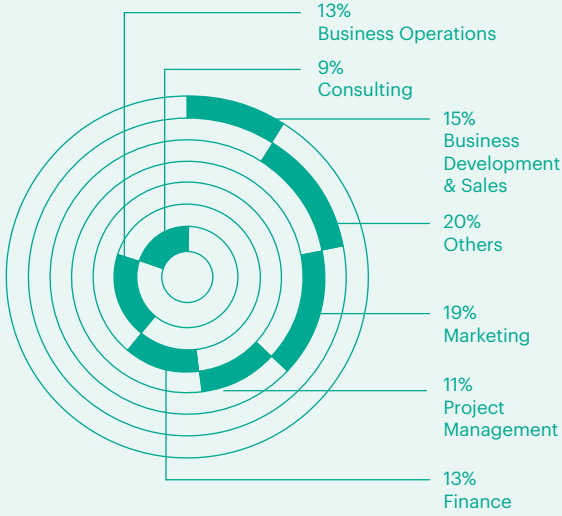 13%
Business Operations
9%
Consulting
15%
Business
Development
& Sales
20%
Others
19%
Marketing
11%
Project
Management
13%
Finance